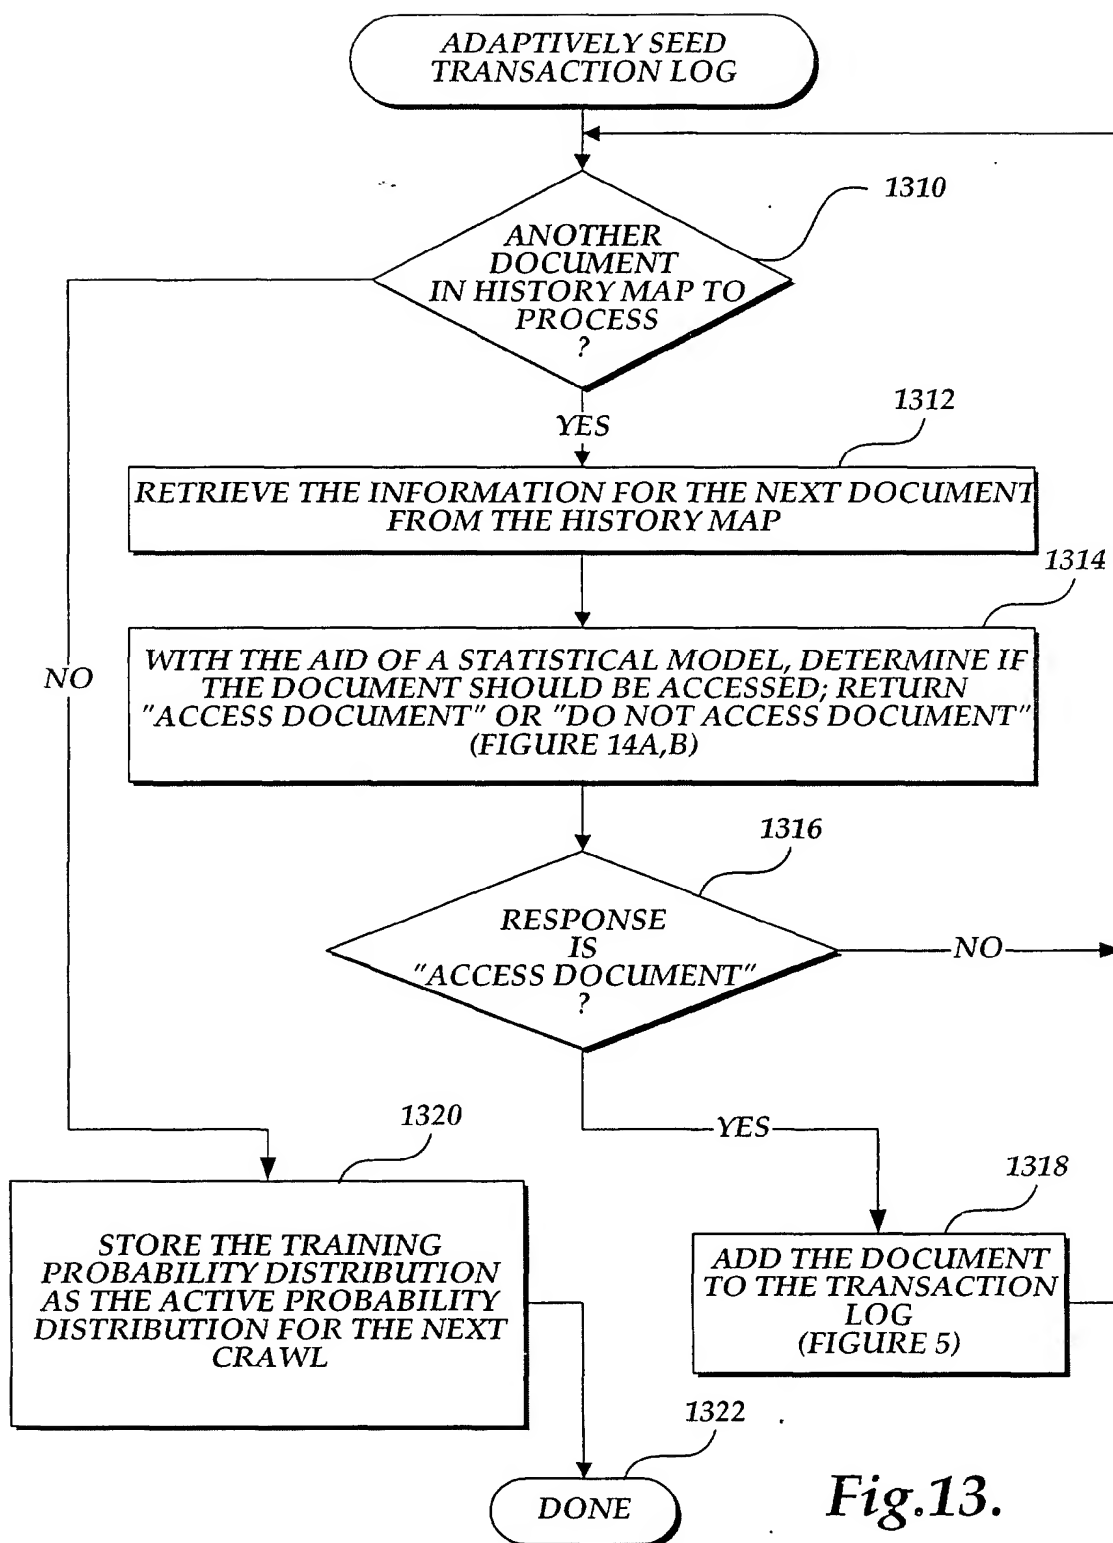 ADAPTIVELY SEED
TRANSACTION LOG
1310
ANOTHER
DOCUMENT
IN HISTORY MAP TO
PROCESS
?
YES
1312
RETRIEVE THE INFORMATION FOR THE NEXT DOCUMENT
FROM THE HISTORY MAP
1314
WITH THE AID OF A STATISTICAL MODEL, DETERMINE IF
THE DOCUMENT SHOULD BE ACCESSED; RETURN
"ACCESS DOCUMENT" OR "DO NOT ACCESS DOCUMENT"
(FIGURE 14A,B)
NO
1316
RESPONSE
IS
"ACCESS DOCUMENT"
?
NO
YES
1320
STORE THE TRAINING
PROBABILITY DISTRIBUTION
AS THE ACTIVE PROBABILITY
DISTRIBUTION FOR THE NEXT
CRAWL
1318
ADD THE DOCUMENT
TO THE TRANSACTION
LOG
(FIGURE 5)
1322
DONE
Fig.13.